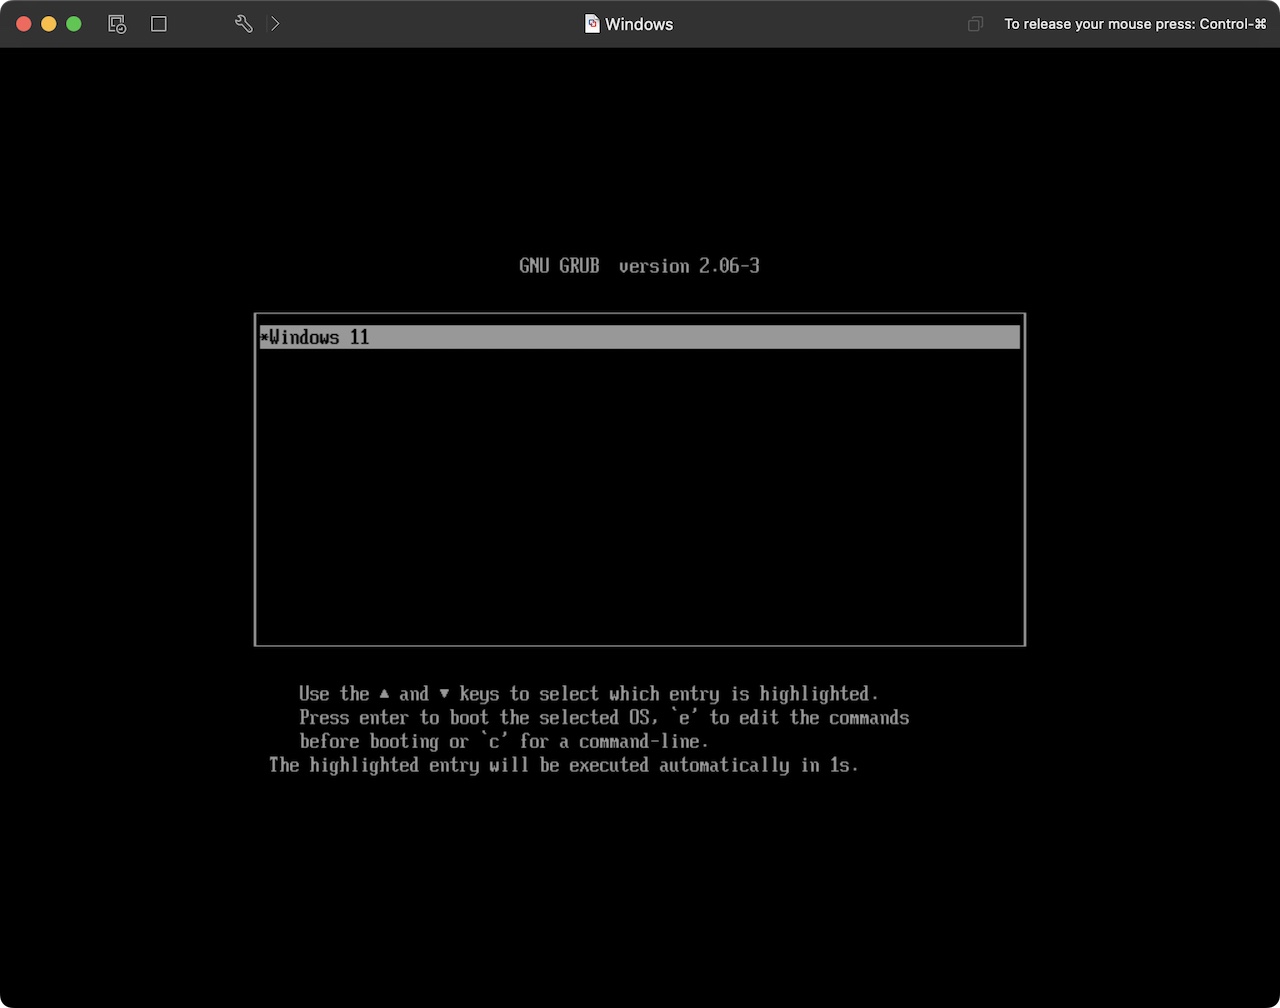 Windows
To release your mouse press: Control-⌘
GNU GRUB  version 2.06-3
*Windows 11
Use the ▲ and ▼ keys to select which entry is highlighted.
Press enter to boot the selected OS, `e' to edit the commands
before booting or `c' for a command-line.
The highlighted entry will be executed automatically in 1s.